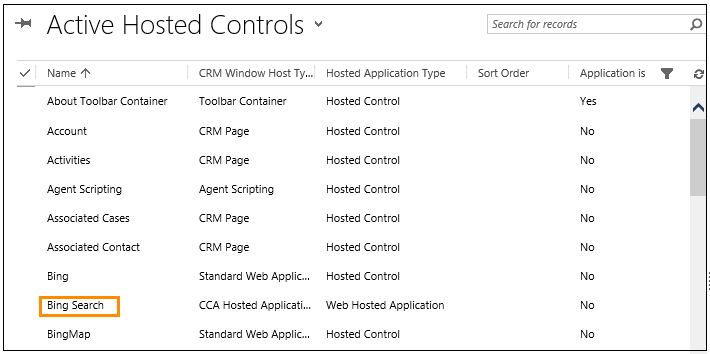 Active Hosted Controls
Search for records
Name CRM Window Host Ty... Hosted Application Type Sort Order Application is
About Toolbar Container Toolbar Container Hosted Control Yes
Account CRM Page Hosted Control No
Activities CRM Page Hosted Control No
Agent Scripting Agent Scripting Hosted Control No
Associated Cases CRM Page Hosted Control No
Associated Contact CRM Page Hosted Control No
Bing Standard Web Applic... Hosted Control No
Bing Search CCA Hosted Applicati... Web Hosted Application No
BingMap Standard Web Applic... Hosted Control No